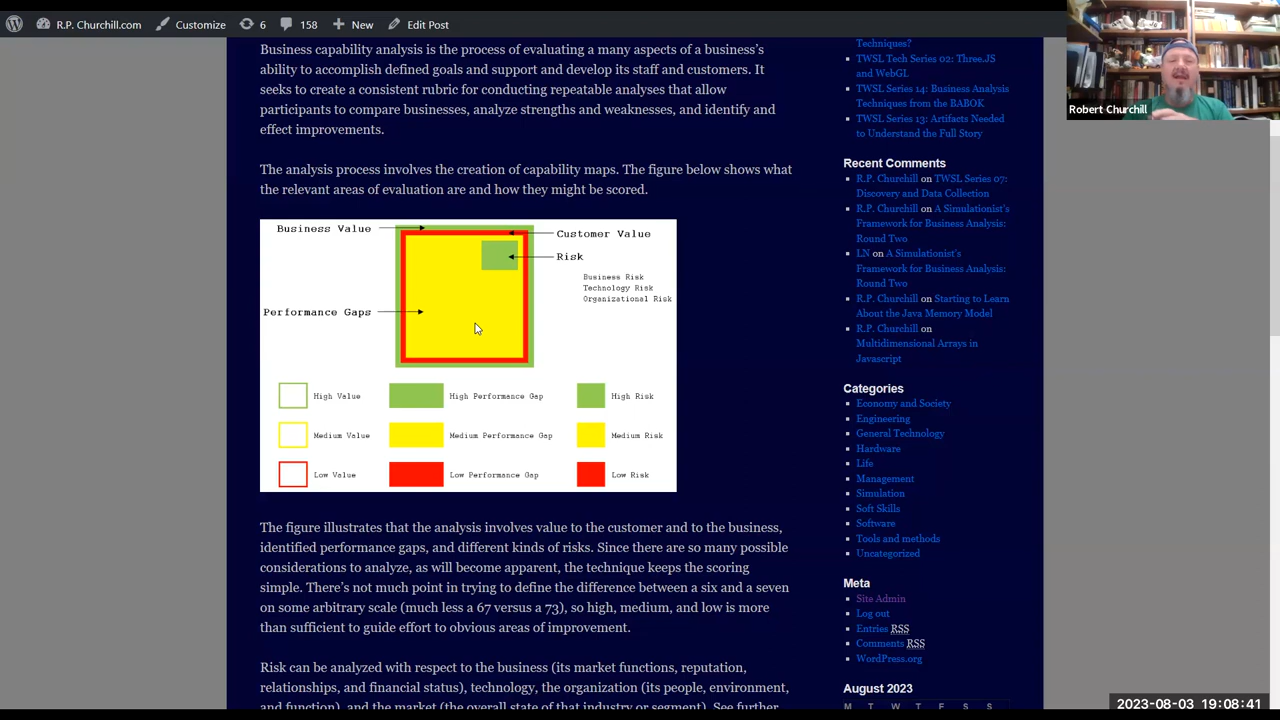 R.P. Churchill.com
Customize
6
158
New
Edit Post
Business capability analysis is the process of evaluating a many aspects of a business's
ability to accomplish defined goals and support and develop its staff and customers. It
seeks to create a consistent rubric for conducting repeatable analyses that allow
participants to compare businesses, analyze strengths and weaknesses, and identify and
effect improvements.
The analysis process involves the creation of capability maps. The figure below shows what
the relevant areas of evaluation are and how they might be scored.
Business Value
Customer Value
Risk
Business Risk
Technology Risk
Organizational Risk
Performance Gaps
High Value
High Performance Gap
High Risk
Medium Value
Medium Performance Gap
Medium Risk
Low Value
Low Performance Gap
Low Risk
The figure illustrates that the analysis involves value to the customer and to the business,
identified performance gaps, and different kinds of risks. Since there are so many possible
considerations to analyze, as will become apparent, the technique keeps the scoring
simple. There's not much point in trying to define the difference between a six and a seven
on some arbitrary scale (much less a 67 versus a 73), so high, medium, and low is more
than sufficient to guide effort to obvious areas of improvement.
Risk can be analyzed with respect to the business (its market functions, reputation,
relationships, and financial status), technology, the organization (its people, environment,
and function), and the market (the overall state of that industry or segment). See further
Techniques?
TWSL Tech Series 02: Three.JS
and WebGL
TWSL Series 14: Business Analysis
Techniques from the BABOK
TWSL Series 13: Artifacts Needed
to Understand the Full Story
Recent Comments
R.P. Churchill on TWSL Series 07:
Discovery and Data Collection
R.P. Churchill on A Simulationist's
Framework for Business Analysis:
Round Two
LN on A Simulationist's
Framework for Business Analysis:
Round Two
R.P. Churchill on Starting to Learn
About the Java Memory Model
R.P. Churchill on
Multidimensional Arrays in
Javascript
Categories
Economy and Society
Engineering
General Technology
Hardware
Life
Management
Simulation
Soft Skills
Software
Tools and methods
Uncategorized
Meta
Site Admin
Log out
Entries RSS
Comments RSS
WordPress.org
August 2023
M T W T F S S
Robert Churchill
2023-08-03 19:08:41